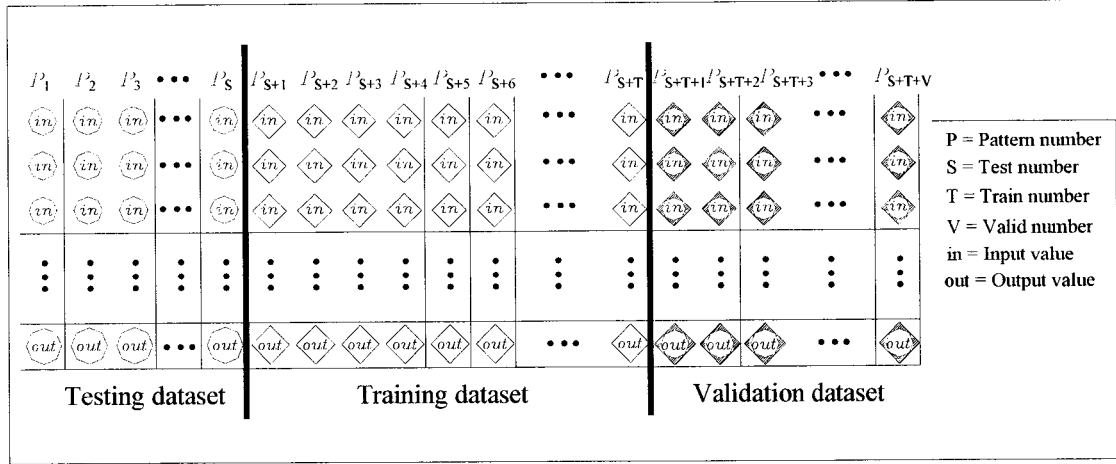 P1 P2 P3 ••• PS PS+1 PS+2 PS+3 PS+4 PS+5 PS+6 ••• PS+T PS+T+1 PS+T+2 PS+T+3 ••• PS+T+V
in in in ••• in in in in in in in ••• in in in in ••• in
in in in ••• in in in in in in in ••• in in in in ••• in
in in in ••• in in in in in in in ••• in in in in ••• in
out out out ••• out out out out out out out ••• out out out out ••• out
Testing dataset Training dataset Validation dataset
P = Pattern number
S = Test number
T = Train number
V = Valid number
in = Input value
out = Output value